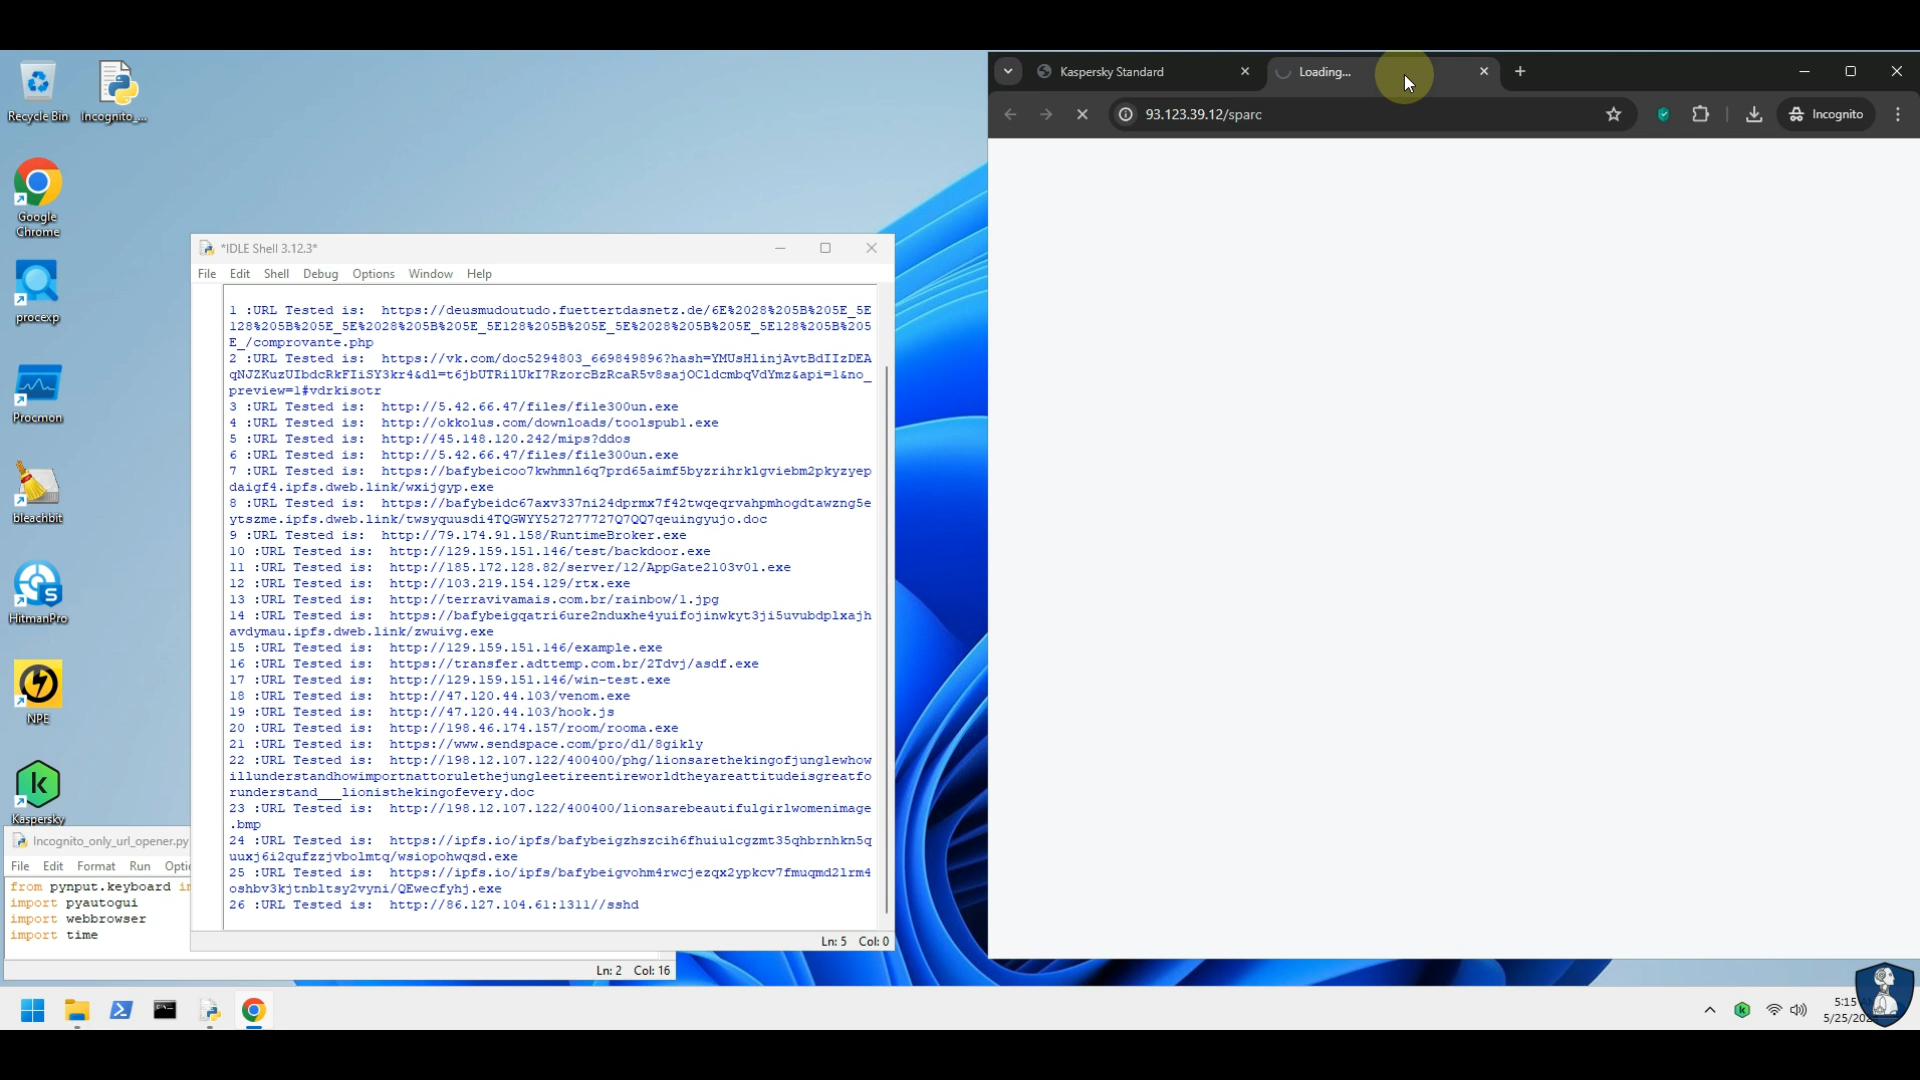 Recycle Bin
Incognito_...
Google
Chrome
procexp
Procmon
bleachbit
HitmanPro
NPE
Kaspersky
*IDLE Shell 3.12.3*
File Edit Shell Debug Options Window Help
1 :URL Tested is: https://deusmudoutudo.fuettertdasnetz.de/6E%2028%205B%205E_5E
128%205B%205E_5E%2028%205B%205E_5E128%205B%205E_5E%2028%205B%205E_5E128%205B%205
E_/comprovante.php
2 :URL Tested is: https://vk.com/doc5294803_669849896?hash=YMUsHlinjAvtBdIIzDEA
qNJZKuzUIbdcRkFIiSY3kr4&dl=t6jbUTRilUkI7RzorcBzRcaR5v8sajOCldcmbqVdYmz&api=1&no_
preview=1#vdrkisotr
3 :URL Tested is: http://5.42.66.47/files/file300un.exe
4 :URL Tested is: http://okkolus.com/downloads/toolspub1.exe
5 :URL Tested is: http://45.148.120.242/mips?ddos
6 :URL Tested is: http://5.42.66.47/files/file300un.exe
7 :URL Tested is: https://bafybeicoo7kwhmnl6q7prd65aimf5byzrihrklgviebm2pkyzyep
daigf4.ipfs.dweb.link/wxijgyp.exe
8 :URL Tested is: https://bafybeidc67axv337ni24dprmx7f42twqeqrvahpmhogdtawzng5e
ytszme.ipfs.dweb.link/twsyquusdi4TQGWYY527277727Q7QQ7qeuingyujo.doc
9 :URL Tested is: http://79.174.91.158/RuntimeBroker.exe
10 :URL Tested is: http://129.159.151.146/test/backdoor.exe
11 :URL Tested is: http://185.172.128.82/server/12/AppGate2103v01.exe
12 :URL Tested is: http://103.219.154.129/rtx.exe
13 :URL Tested is: http://terravivamais.com.br/rainbow/1.jpg
14 :URL Tested is: https://bafybeigqatri6ure2nduxhe4yuifojinwkyt3ji5uvubdplxajh
avdymau.ipfs.dweb.link/zwuivg.exe
15 :URL Tested is: http://129.159.151.146/example.exe
16 :URL Tested is: https://transfer.adttemp.com.br/2Tdvj/asdf.exe
17 :URL Tested is: http://129.159.151.146/win-test.exe
18 :URL Tested is: http://47.120.44.103/venom.exe
19 :URL Tested is: http://47.120.44.103/hook.js
20 :URL Tested is: http://198.46.174.157/room/rooma.exe
21 :URL Tested is: https://www.sendspace.com/pro/dl/8gikly
22 :URL Tested is: http://198.12.107.122/400400/phg/lionsarethekingofjunglewhow
illunderstandhowimportnattorulethejungleetireentireworldtheyareattitudeisgreatfo
runderstand___lionisthekingofevery.doc
23 :URL Tested is: http://198.12.107.122/400400/lionsarebeautifulgirlwomenimage
.bmp
24 :URL Tested is: https://ipfs.io/ipfs/bafybeigzhszcih6fhuiulcgzmt35qhbrnhkn5q
uuxj6i2qufzzjvbolmtq/wsiopohwqsd.exe
25 :URL Tested is: https://ipfs.io/ipfs/bafybeigvohm4rwcjezqx2ypkcv7fmuqmd2lrm4
oshbv3kjtnbltsy2vyni/QEwecfyhj.exe
26 :URL Tested is: http://86.127.104.61:1311//sshd
Ln: 5 Col: 0
Incognito_only_url_opener.py
File Edit Format Run Optio
from pynput.keyboard im
import pyautogui
import webbrowser
import time
Ln: 2 Col: 16
Kaspersky Standard
Loading...
93.123.39.12/sparc
Incognito
5:15
5/25/202